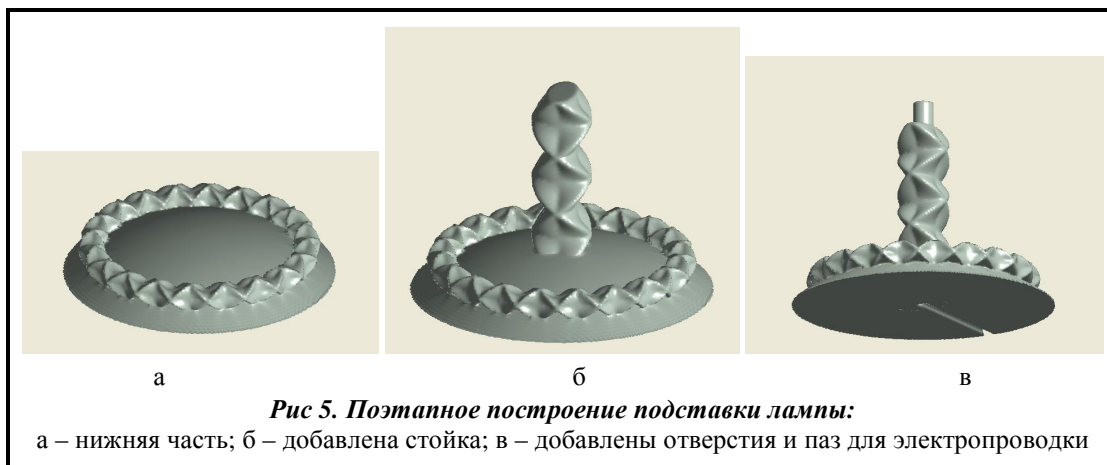 а б в
Рис 5. Поэтапное построение подставки лампы:
а – нижняя часть; б – добавлена стойка; в – добавлены отверстия и паз для электропроводки